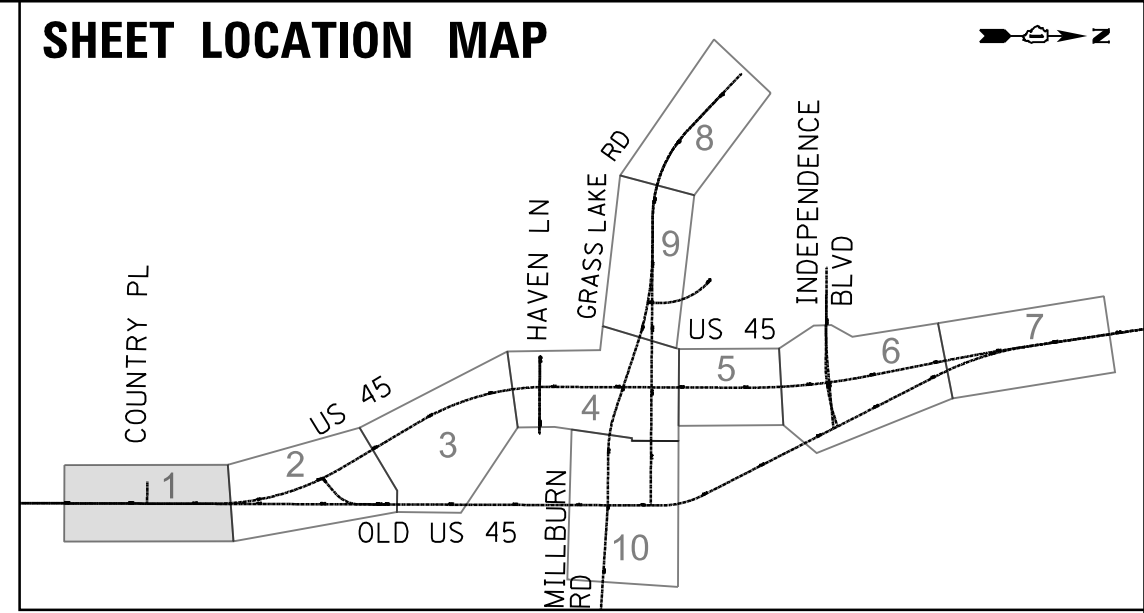 SHEET LOCATION MAP
N
8
GRASS LAKE RD
INDEPENDENCE
BLVD
HAVEN LN
9
COUNTRY PL
US 45
7
6
5
US 45
4
3
2
1
OLD US 45
MILLBURN
RD
10